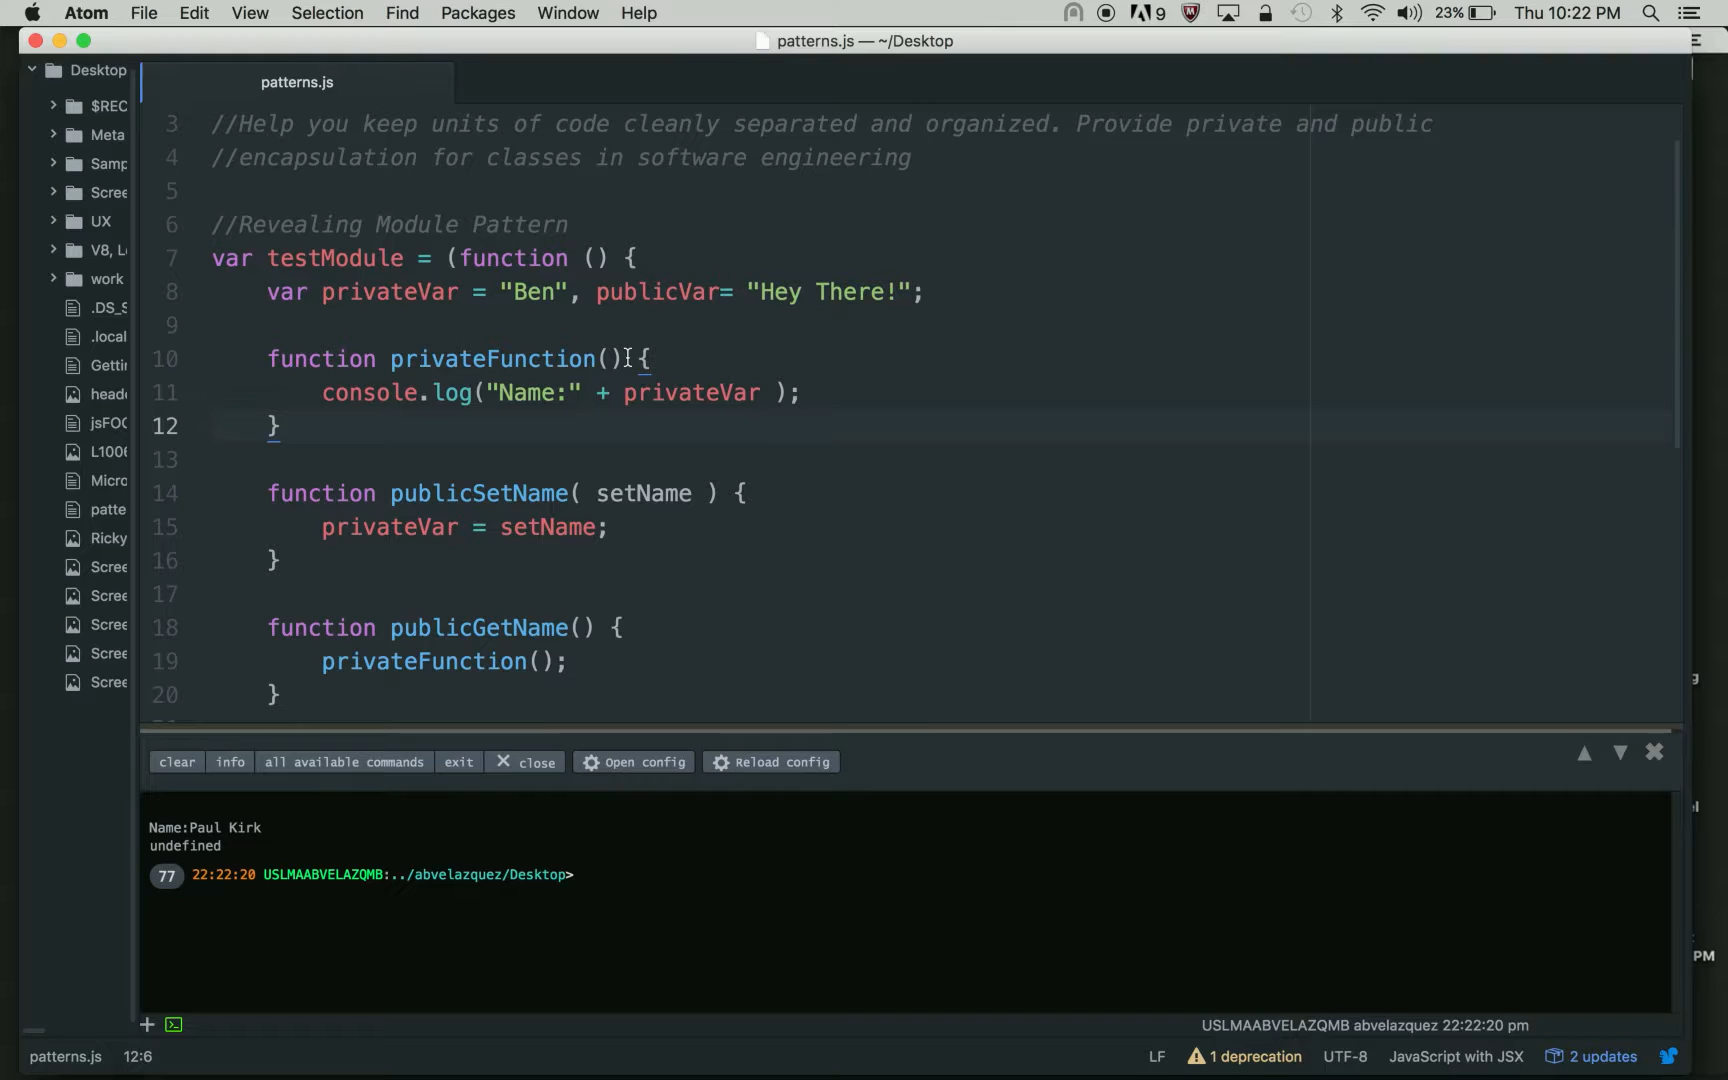 Atom File Edit View Selection Find Packages Window Help 9 23% Thu 10:22 PM
patterns.js — ~/Desktop
Desktop
patterns.js
$REC
Meta
Samp
Scree
UX
V8, L
work
.DS_S
.local
Gettin
heade
jsFOC
L1006
Micro
patte
Ricky
Scree
Scree
Scree
Scree
Scree
3 //Help you keep units of code cleanly separated and organized. Provide private and public
4 //encapsulation for classes in software engineering
5
6 //Revealing Module Pattern
7 var testModule = (function () {
8 var privateVar = "Ben", publicVar= "Hey There!";
9
10 function privateFunction() {
11 console.log("Name:" + privateVar );
12 }
13
14 function publicSetName( setName ) {
15 privateVar = setName;
16 }
17
18 function publicGetName() {
19 privateFunction();
20 }
clear info all available commands exit close Open config Reload config
Name:Paul Kirk
undefined
77 22:22:20 USLMAABVELAZQMB:../abvelazquez/Desktop>
PM
USLMAABVELAZQMB abvelazquez 22:22:20 pm
patterns.js 12:6 LF 1 deprecation UTF-8 JavaScript with JSX 2 updates